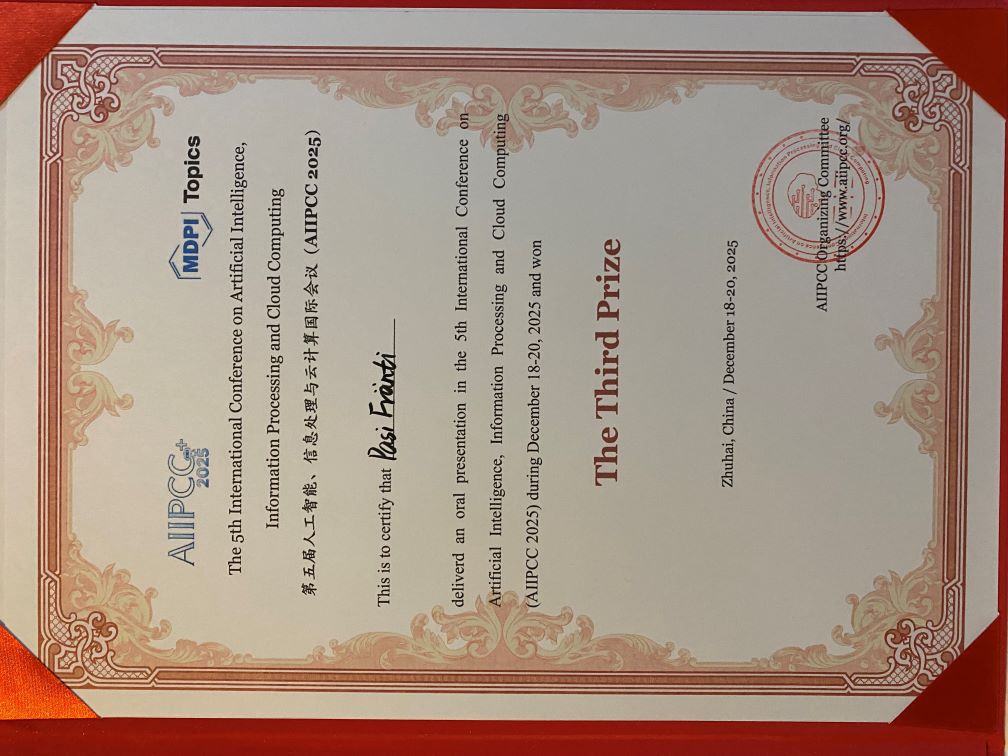 AIIPCC 2025
MDPI Topics
The 5th International Conference on Artificial Intelligence,
Information Processing and Cloud Computing
第五届人工智能、信息处理与云计算国际会议 (AIIPCC 2025)
This is to certify that Pasi Fränti
deliverd an oral presentation in the 5th International Conference on
Artificial Intelligence, Information Processing and Cloud Computing
(AIIPCC 2025) during December 18-20, 2025 and won
The Third Prize
Zhuhai, China / December 18-20, 2025
AIIPCC Organizing Committee
https://www.aiipcc.org/